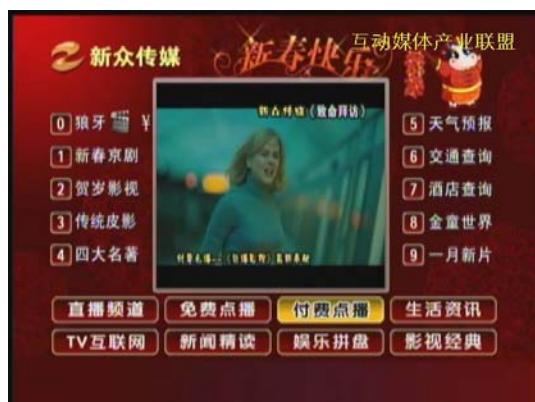 互动媒体产业联盟
新众传媒
新春快乐
新众传媒《致命拜访》
0 狼牙 ¥
1 新春京剧
2 贺岁影视
3 传统皮影
4 四大名著
5 天气预报
6 交通查询
7 酒店查询
8 金童世界
9 一月新片
直播频道 免费点播 付费点播 生活资讯
TV互联网 新闻精读 娱乐拼盘 影视经典